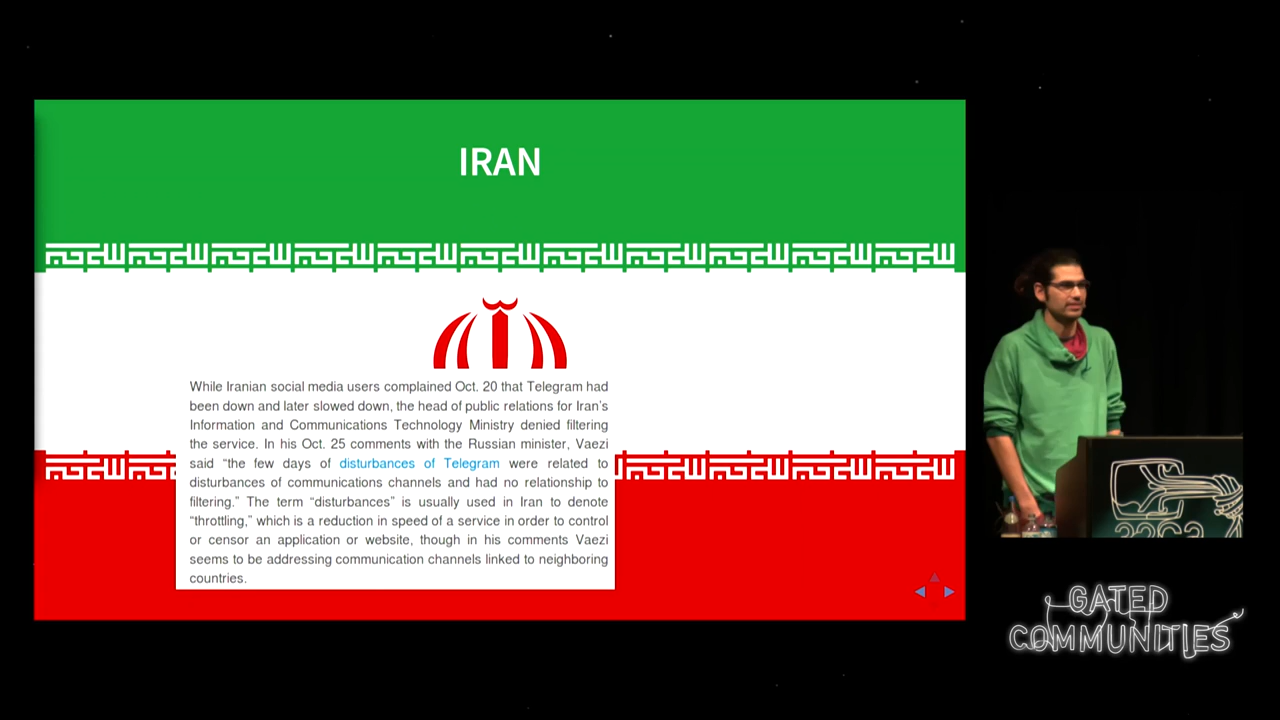 IRAN
While Iranian social media users complained Oct. 20 that Telegram had
been down and later slowed down, the head of public relations for Iran's
Information and Communications Technology Ministry denied filtering
the service. In his Oct. 25 comments with the Russian minister, Vaezi
said “the few days of disturbances of Telegram were related to
disturbances of communications channels and had no relationship to
filtering.” The term “disturbances” is usually used in Iran to denote
“throttling,” which is a reduction in speed of a service in order to control
or censor an application or website, though in his comments Vaezi
seems to be addressing communication channels linked to neighboring
countries.
32C3
GATED
COMMUNITIES